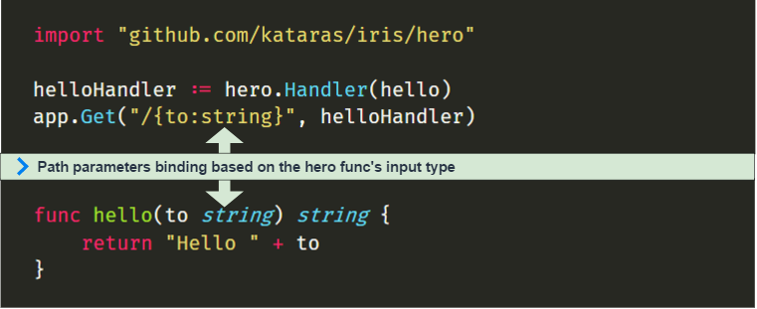 import "github.com/kataras/iris/hero"
helloHandler := hero.Handler(hello)
app.Get("/{to:string}", helloHandler)
Path parameters binding based on the hero func's input type
func hello(to string) string {
    return "Hello " + to
}